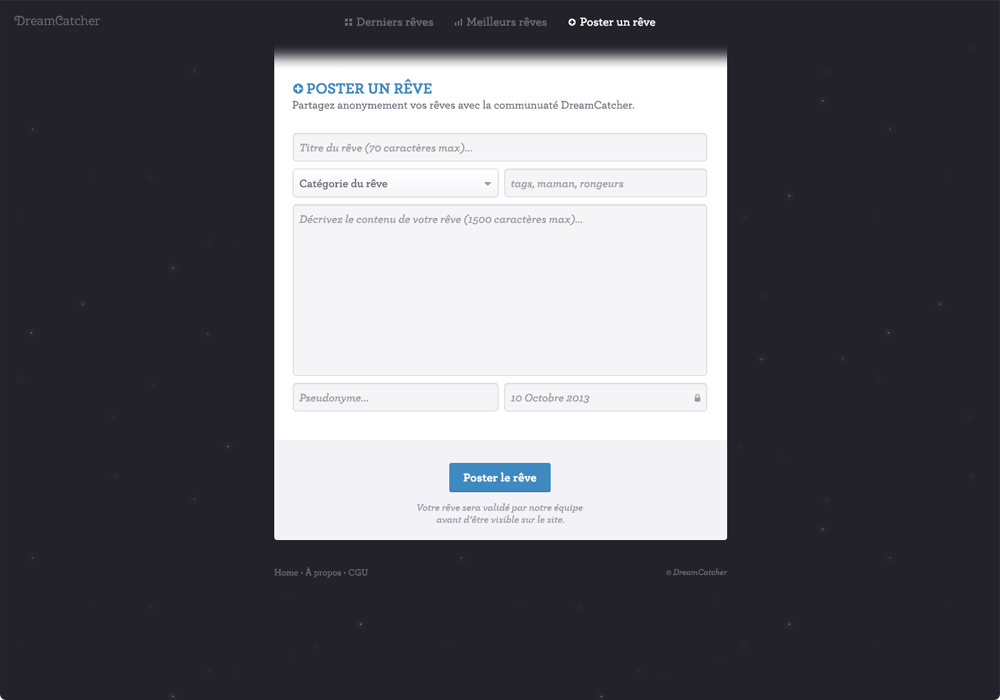 DreamCatcher
Derniers rêves Meilleurs rêves Poster un rêve
POSTER UN RÊVE
Partagez anonymement vos rêves avec la communuaté DreamCatcher.
Titre du rêve (70 caractères max)...
Catégorie du rêve tags, maman, rongeurs
Décrivez le contenu de votre rêve (1500 caractères max)...
Pseudonyme... 10 Octobre 2013
Poster le rêve
Votre rêve sera validé par notre équipe
avant d'être visible sur le site.
Home • À propos • CGU © DreamCatcher